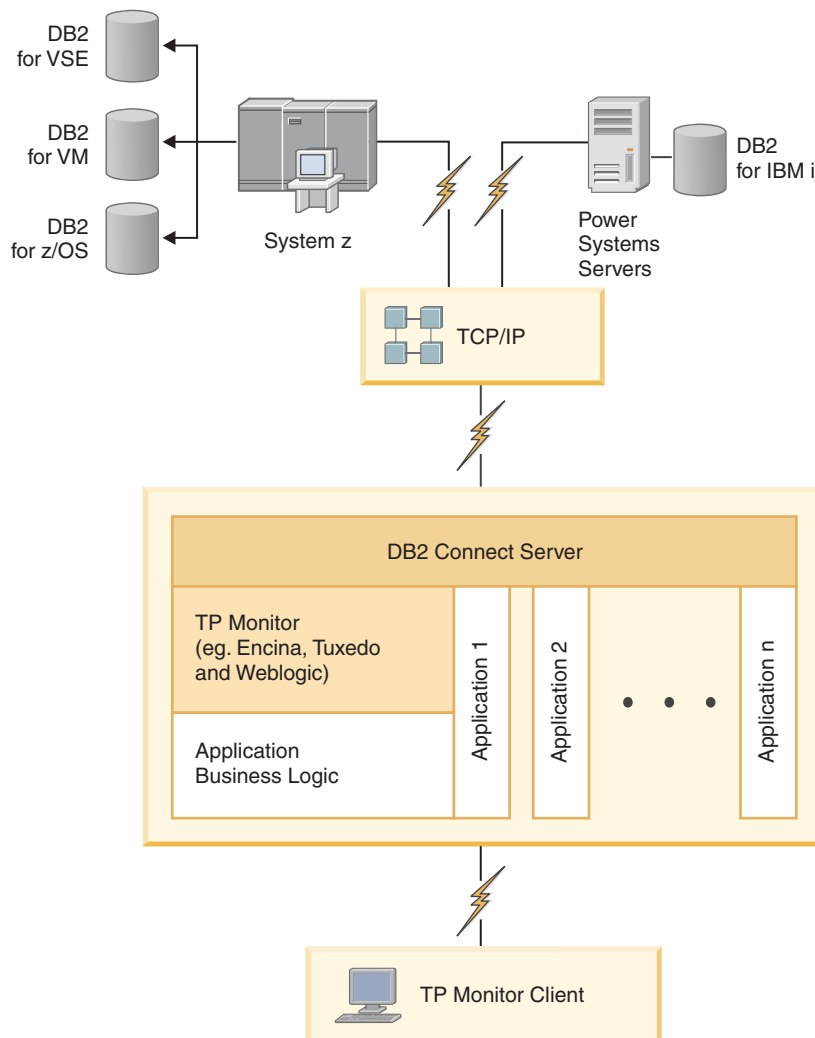 DB2
for VSE
DB2
for VM
DB2
for z/OS
System z
Power
Systems
Servers
DB2
for IBM i
TCP/IP
DB2 Connect Server
TP Monitor
(eg. Encina, Tuxedo
and Weblogic)
Application
Business Logic
Application 1
Application 2
Application n
TP Monitor Client